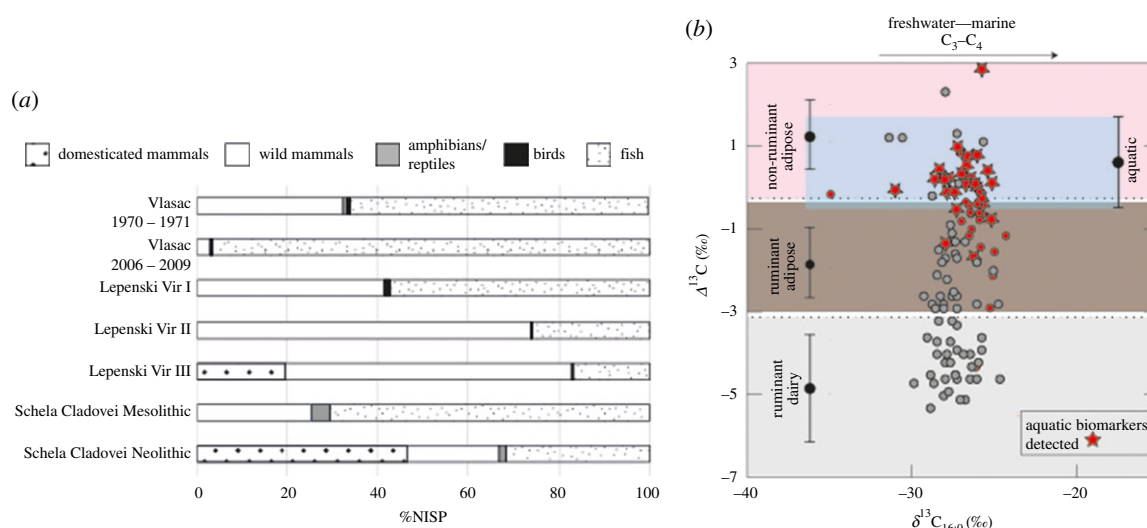 (a)
domesticated mammals
wild mammals
amphibians/
reptiles
birds
fish
Vlasac
1970 – 1971
Vlasac
2006 – 2009
Lepenski Vir I
Lepenski Vir II
Lepenski Vir III
Schela Cladovei Mesolithic
Schela Cladovei Neolithic
0 20 40 60 80 100
%NISP
(b)
freshwater—marine
C₃–C₄
3
1
–1
–3
–5
–7
Δ¹³C (‰)
non-ruminant
adipose
ruminant
adipose
ruminant
dairy
aquatic
aquatic biomarkers
detected
–40 –30 –20
δ¹³C₁₆:₀ (‰)